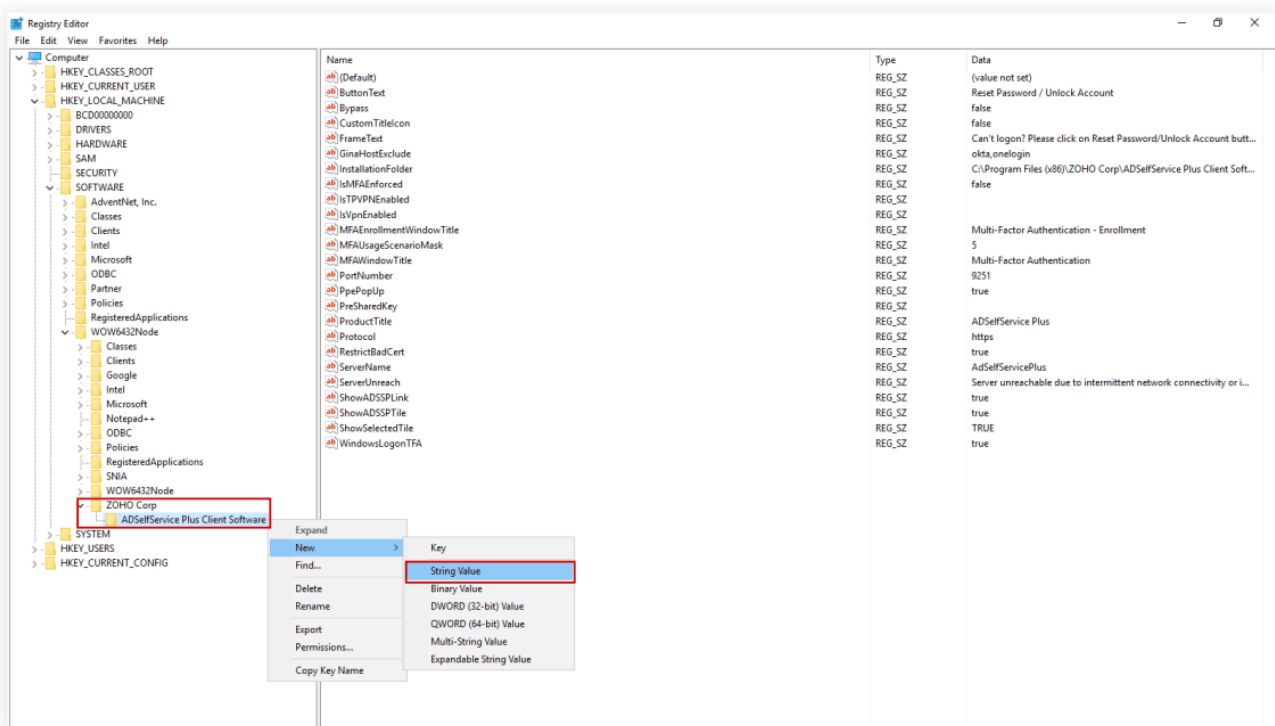 Registry Editor
File Edit View Favorites Help
Computer
HKEY_CLASSES_ROOT
HKEY_CURRENT_USER
HKEY_LOCAL_MACHINE
BCD00000000
DRIVERS
HARDWARE
SAM
SECURITY
SOFTWARE
AdventNet, Inc.
Classes
Clients
Intel
Microsoft
ODBC
Partner
Policies
RegisteredApplications
WOW6432Node
Classes
Clients
Google
Intel
Microsoft
Notepad++
ODBC
Policies
RegisteredApplications
SNIA
WOW6432Node
ZOHO Corp
ADSelfService Plus Client Software
SYSTEM
HKEY_USERS
HKEY_CURRENT_CONFIG
Name Type Data
(Default) REG_SZ (value not set)
ButtonText REG_SZ Reset Password / Unlock Account
Bypass REG_SZ false
CustomTitleIcon REG_SZ false
FrameText REG_SZ Can't logon? Please click on Reset Password/Unlock Account butt...
GinaHostExclude REG_SZ okta,onelogin
InstallationFolder REG_SZ C:\Program Files (x86)\ZOHO Corp\ADSelfService Plus Client Soft...
IsMFAEnforced REG_SZ false
IsTPVPNEnabled REG_SZ
IsVpnEnabled REG_SZ
MFAEnrollmentWindowTitle REG_SZ Multi-Factor Authentication - Enrollment
MFAUsageScenarioMask REG_SZ 5
MFAWindowTitle REG_SZ Multi-Factor Authentication
PortNumber REG_SZ 9251
PpePopUp REG_SZ true
PreSharedKey REG_SZ
ProductTitle REG_SZ ADSelfService Plus
Protocol REG_SZ https
RestrictBadCert REG_SZ true
ServerName REG_SZ AdSelfServicePlus
ServerUnreach REG_SZ Server unreachable due to intermittent network connectivity or i...
ShowADSSPLink REG_SZ true
ShowADSSPTile REG_SZ true
ShowSelectedTile REG_SZ TRUE
WindowsLogonTFA REG_SZ true
Expand
New
Find...
Delete
Rename
Export
Permissions...
Copy Key Name
Key
String Value
Binary Value
DWORD (32-bit) Value
QWORD (64-bit) Value
Multi-String Value
Expandable String Value